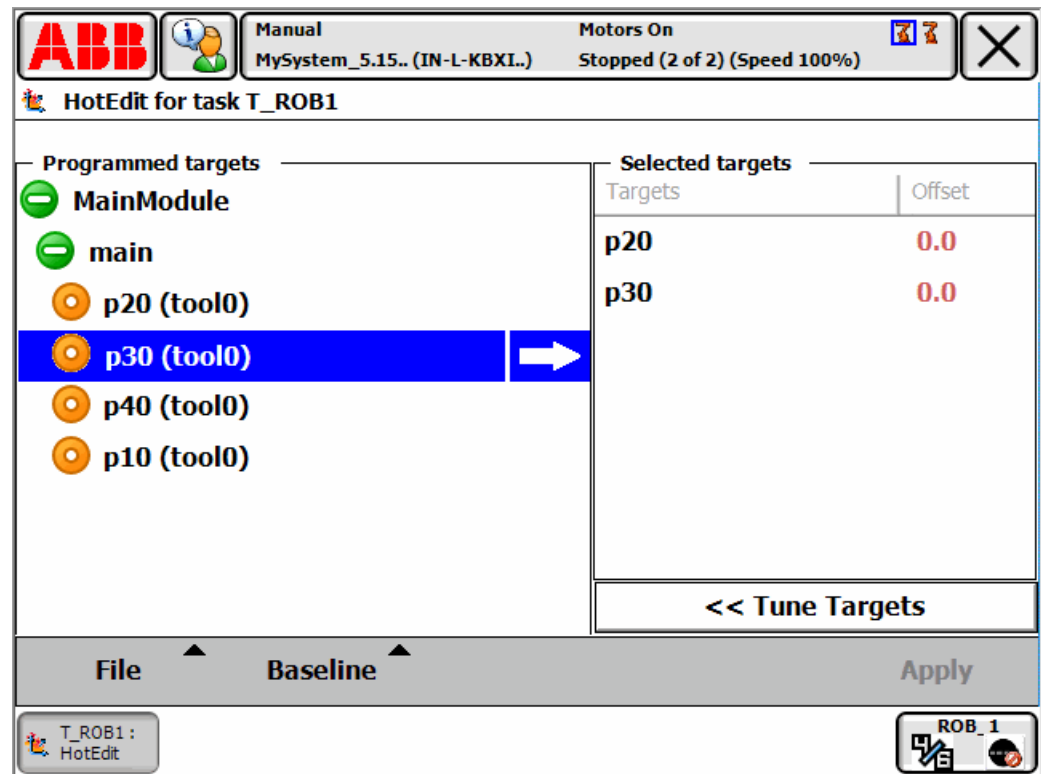 ABB
Manual
MySystem_5.15.. (IN-L-KBXI..)
Motors On
Stopped (2 of 2) (Speed 100%)
HotEdit for task T_ROB1
Programmed targets
MainModule
main
p20 (tool0)
p30 (tool0)
p40 (tool0)
p10 (tool0)
Selected targets
Targets Offset
p20 0.0
p30 0.0
<< Tune Targets
File Baseline Apply
T_ROB1 :
HotEdit
ROB_1